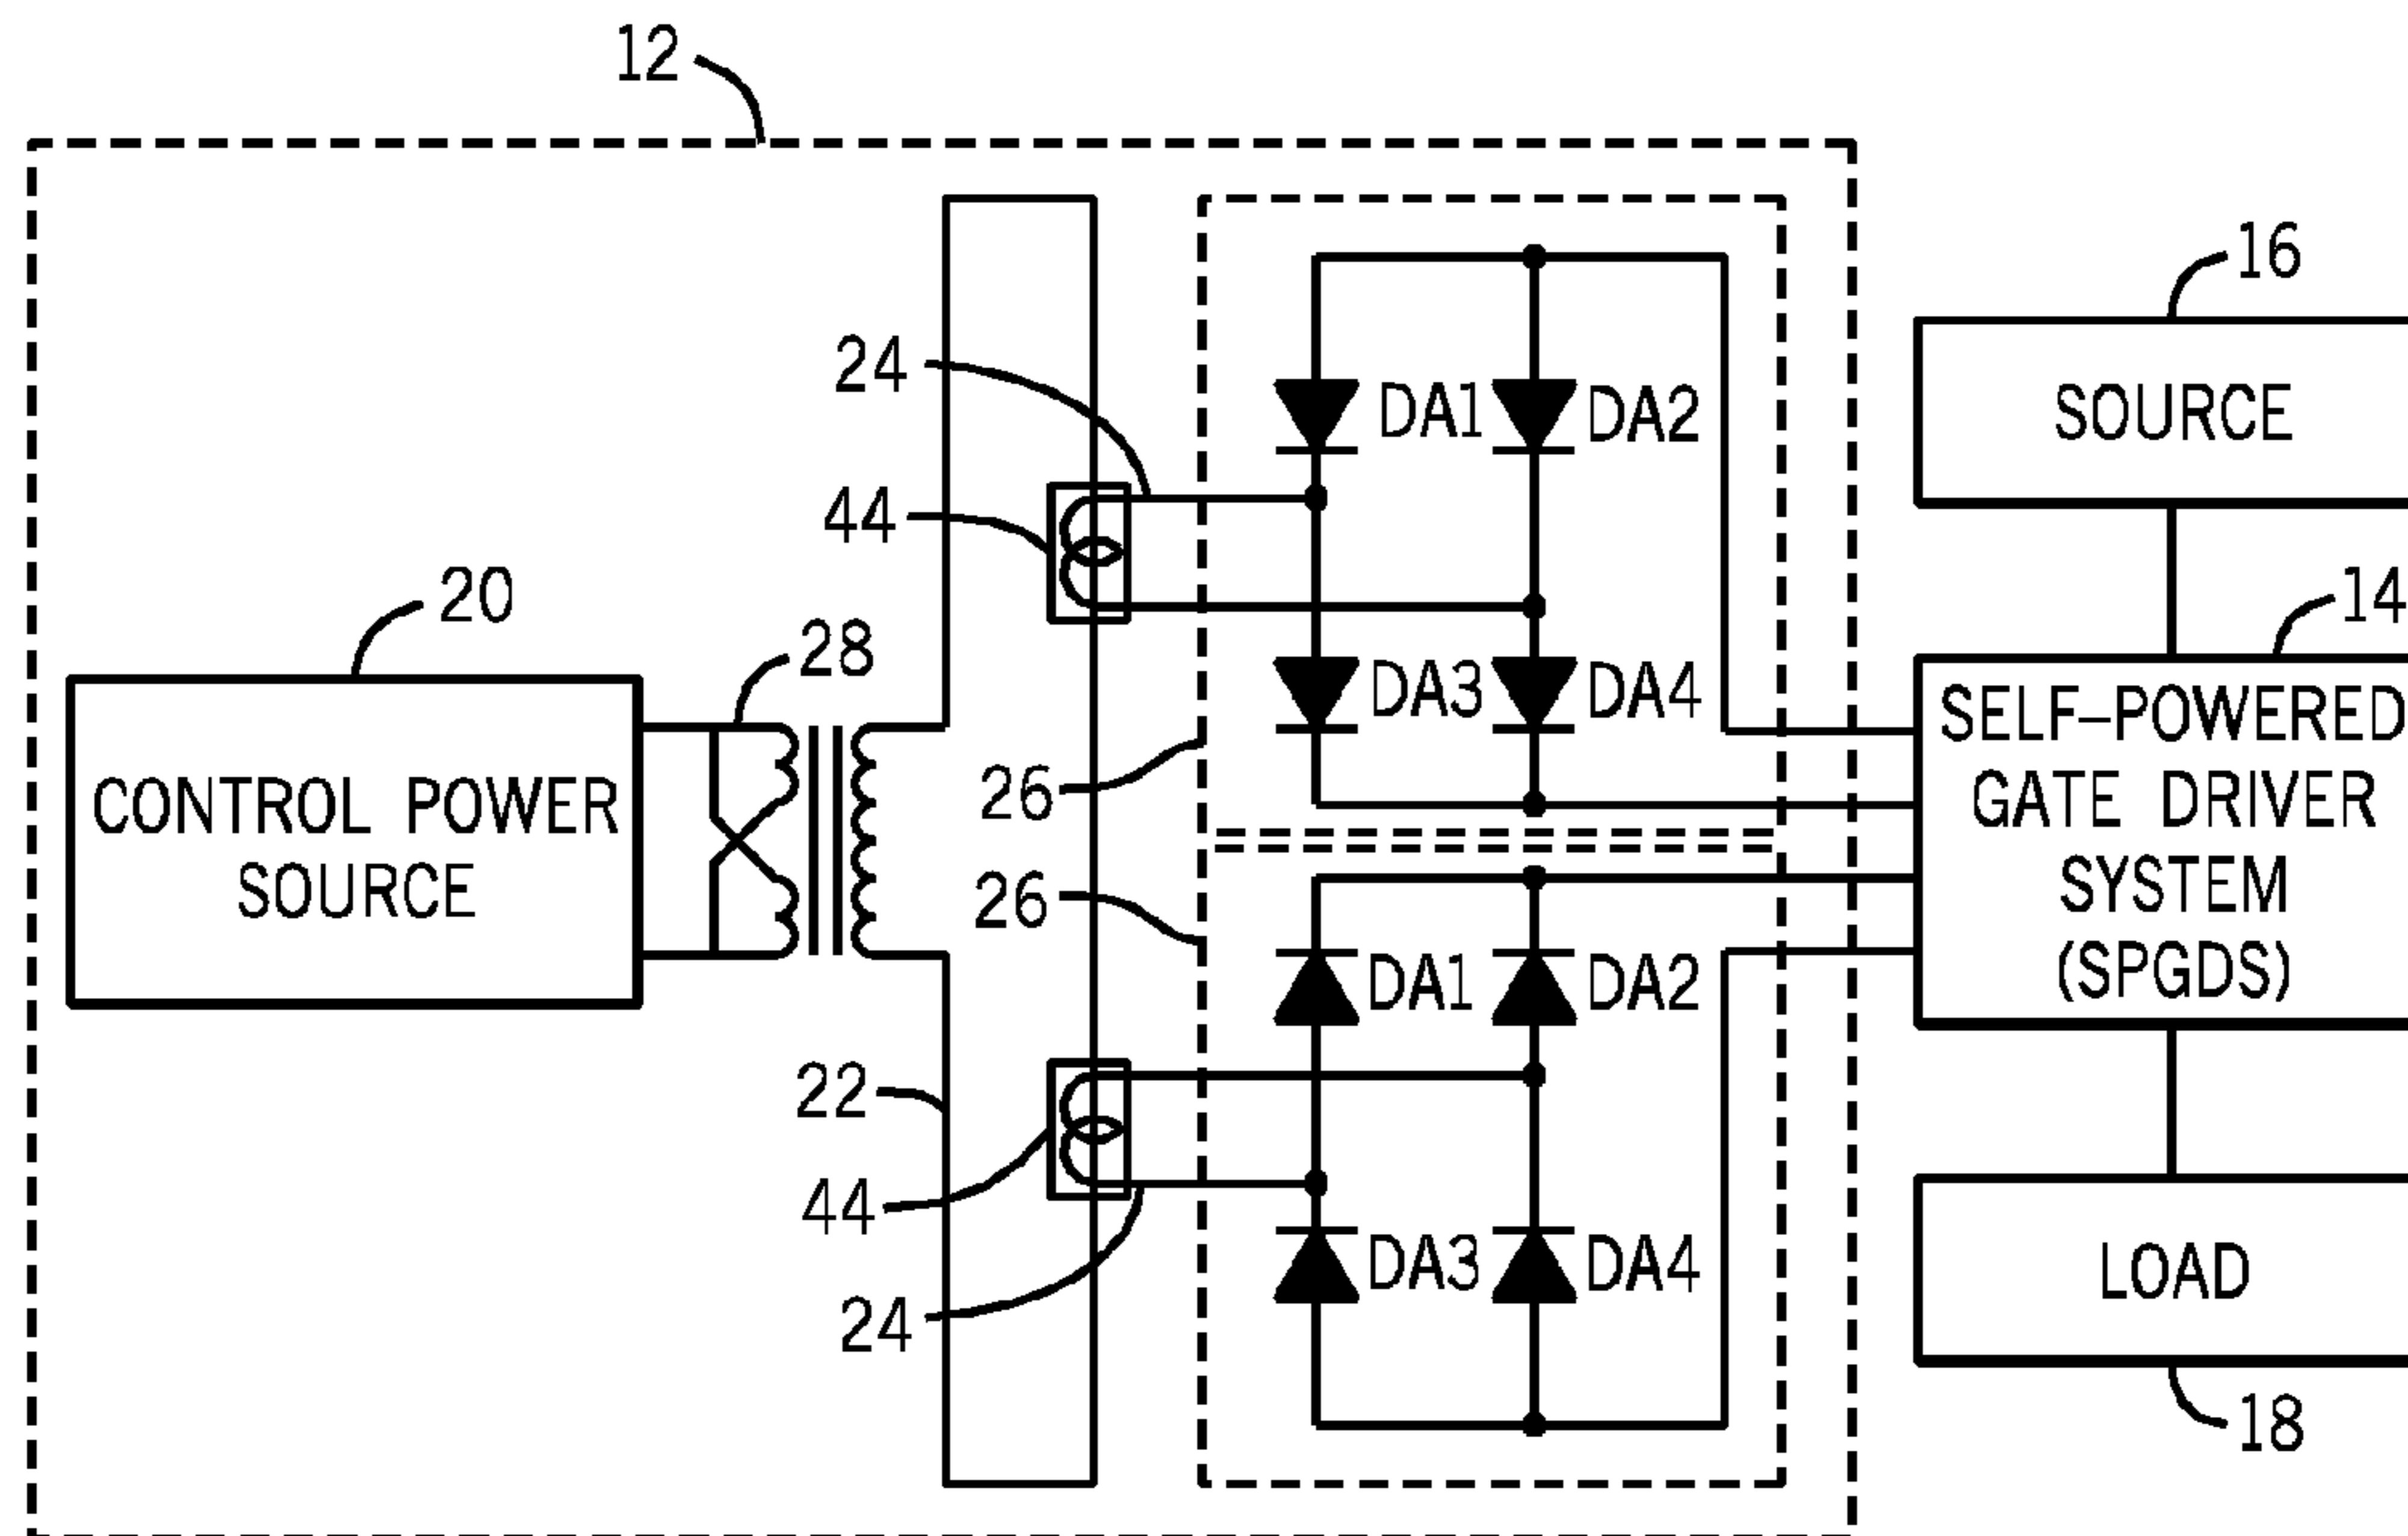 12
16
24
DA1
DA2
SOURCE
44
14
20
28
DA3
DA4
SELF-POWERED
GATE DRIVER
SYSTEM
(SPGDS)
26
CONTROL POWER
SOURCE
26
DA1
DA2
22
44
DA3
DA4
LOAD
24
18